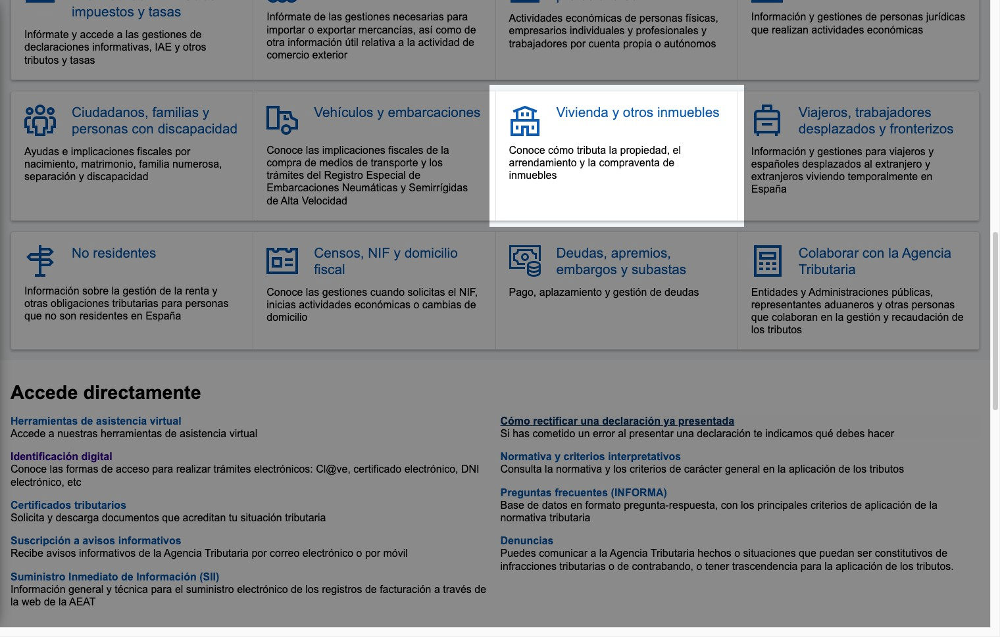 impuestos y tasas
Infórmate y accede a las gestiones de
declaraciones informativas, IAE y otros
tributos y tasas
Infórmate de las gestiones necesarias para
importar o exportar mercancías, así como de
otra información útil relativa a la actividad de
comercio exterior
Actividades económicas de personas físicas,
empresarios individuales y profesionales y
trabajadores por cuenta propia o autónomos
Información y gestiones de personas jurídicas
que realizan actividades económicas
Ciudadanos, familias y
personas con discapacidad
Ayudas e implicaciones fiscales por
nacimiento, matrimonio, familia numerosa,
separación y discapacidad
Vehículos y embarcaciones
Conoce las implicaciones fiscales de la
compra de medios de transporte y los
trámites del Registro Especial de
Embarcaciones Neumáticas y Semirrígidas
de Alta Velocidad
Vivienda y otros inmuebles
Conoce cómo tributa la propiedad, el
arrendamiento y la compraventa de
inmuebles
Viajeros, trabajadores
desplazados y fronterizos
Información y gestiones para viajeros y
españoles desplazados al extranjero y
extranjeros viviendo temporalmente en
España
No residentes
Información sobre la gestión de la renta y
otras obligaciones tributarias para personas
que no son residentes en España
Censos, NIF y domicilio
fiscal
Conoce las gestiones cuando solicitas el NIF,
inicias actividades económicas o cambias de
domicilio
Deudas, apremios,
embargos y subastas
Pago, aplazamiento y gestión de deudas
Colaborar con la Agencia
Tributaria
Entidades y Administraciones públicas,
representantes aduaneros y otras personas
que colaboran en la gestión y recaudación de
los tributos
Accede directamente
Herramientas de asistencia virtual
Accede a nuestras herramientas de asistencia virtual
Identificación digital
Conoce las formas de acceso para realizar trámites electrónicos: Cl@ve, certificado electrónico, DNI
electrónico, etc
Certificados tributarios
Solicita y descarga documentos que acreditan tu situación tributaria
Suscripción a avisos informativos
Recibe avisos informativos de la Agencia Tributaria por correo electrónico o por móvil
Suministro Inmediato de Información (SII)
Información general y técnica para el suministro electrónico de los registros de facturación a través de
la web de la AEAT
Cómo rectificar una declaración ya presentada
Si has cometido un error al presentar una declaración te indicamos qué debes hacer
Normativa y criterios interpretativos
Consulta la normativa y los criterios de carácter general en la aplicación de los tributos
Preguntas frecuentes (INFORMA)
Base de datos en formato pregunta-respuesta, con los principales criterios de aplicación de la
normativa tributaria
Denuncias
Puedes comunicar a la Agencia Tributaria hechos o situaciones que puedan ser constitutivos de
infracciones tributarias o de contrabando, o tener trascendencia para la aplicación de los tributos.